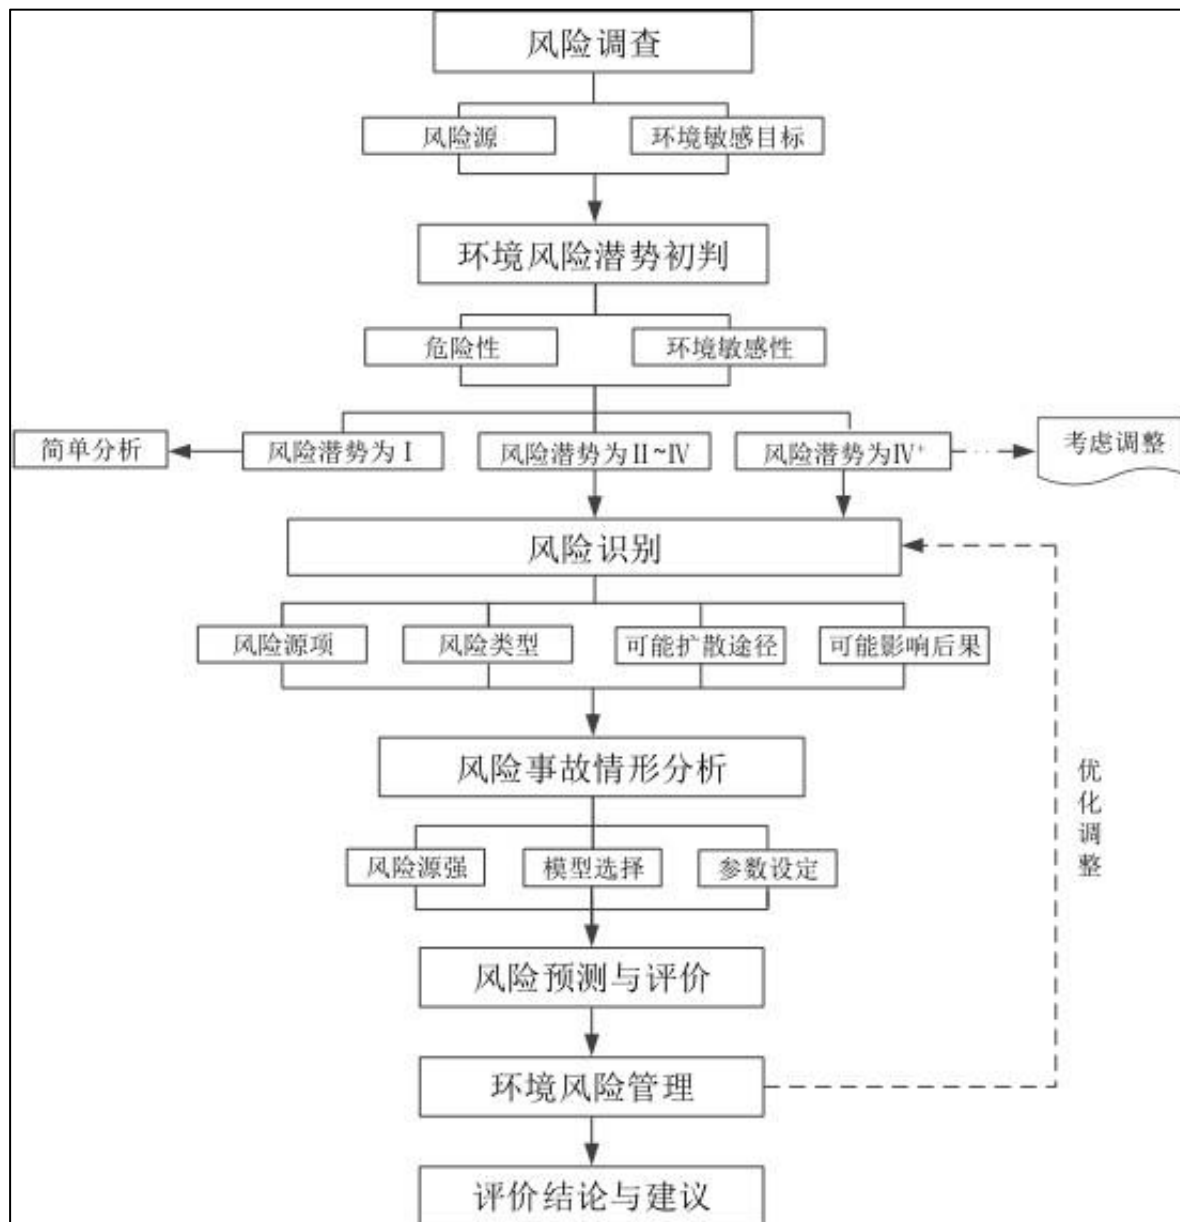 风险调查
风险源
环境敏感目标
环境风险潜势初判
危险性
环境敏感性
简单分析
风险潜势为Ⅰ
风险潜势为Ⅱ~Ⅳ
风险潜势为Ⅳ⁺
考虑调整
风险识别
风险源项
风险类型
可能扩散途径
可能影响后果
风险事故情形分析
优化调整
风险源强
模型选择
参数设定
风险预测与评价
环境风险管理
评价结论与建议